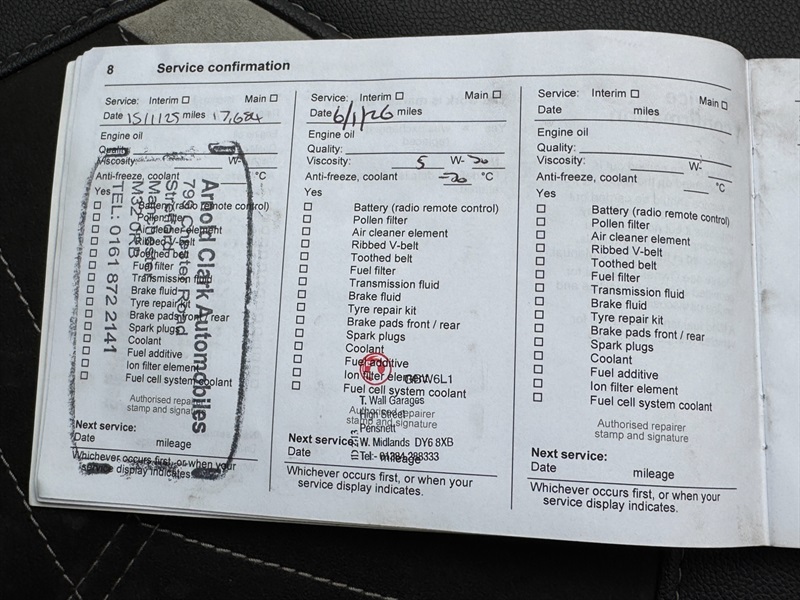 8 Service confirmation
Service: Interim Main
Date 15/1/25 miles 17,684
Engine oil
Quality:
Viscosity: W-
Anti-freeze, coolant °C
Yes
Battery (radio remote control)
Pollen filter
Air cleaner element
Ribbed V-belt
Toothed belt
Fuel filter
Transmission fluid
Brake fluid
Tyre repair kit
Brake pads front / rear
Spark plugs
Coolant
Fuel additive
Ion filter element
Fuel cell system coolant
Authorised repairer
stamp and signature
Next service:
Date mileage
Whichever occurs first, or when your
service display indicates.
Arnold Clark Automobiles
799 Chester Road
Stretford
Manchester
M32 0RB
TEL: 0161 872 2141
Service: Interim Main
Date 6/1/26 miles
Engine oil
Quality:
Viscosity: 5 W-30
Anti-freeze, coolant -30 °C
Yes
Battery (radio remote control)
Pollen filter
Air cleaner element
Ribbed V-belt
Toothed belt
Fuel filter
Transmission fluid
Brake fluid
Tyre repair kit
Brake pads front / rear
Spark plugs
Coolant
Fuel additive
Ion filter element
Fuel cell system coolant
GBW6L1
T. Wall Garages
High Street
Pensnett
W. Midlands DY6 8XB
Tel:- 01384 288333
Authorised repairer
stamp and signature
Next service:
Date mileage
Whichever occurs first, or when your
service display indicates.
Service: Interim Main
Date miles
Engine oil
Quality:
Viscosity: W-
Anti-freeze, coolant °C
Yes
Battery (radio remote control)
Pollen filter
Air cleaner element
Ribbed V-belt
Toothed belt
Fuel filter
Transmission fluid
Brake fluid
Tyre repair kit
Brake pads front / rear
Spark plugs
Coolant
Fuel additive
Ion filter element
Fuel cell system coolant
Authorised repairer
stamp and signature
Next service:
Date mileage
Whichever occurs first, or when your
service display indicates.